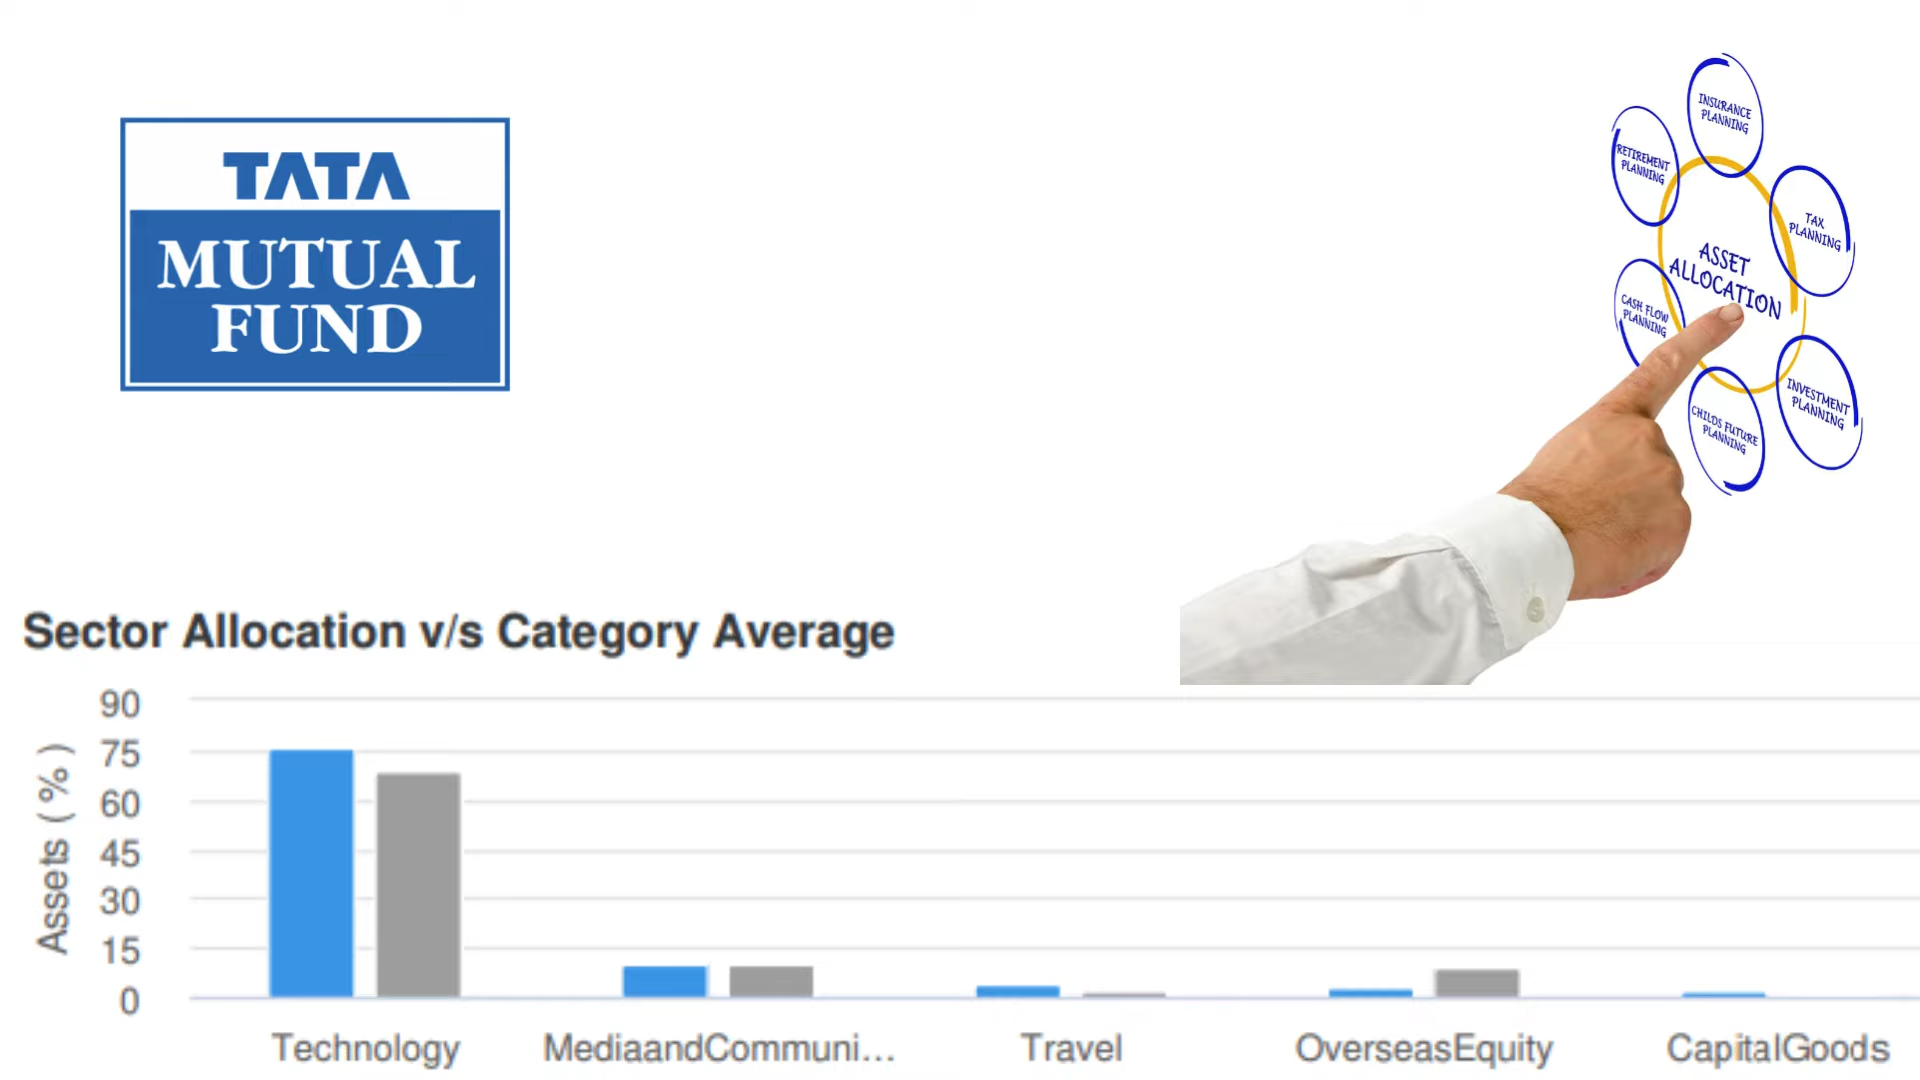 TATA
MUTUAL
FUND
INSURANCE
PLANNING
RETIREMENT
PLANNING
TAX
PLANNING
ASSET
ALLOCATION
CASH FLOW
PLANNING
INVESTMENT
PLANNING
CHILDS FUTURE
PLANNING
Sector Allocation v/s Category Average
Assets ( % )
90
75
60
45
30
15
0
Technology
MediaandCommuni...
Travel
OverseasEquity
CapitalGoods